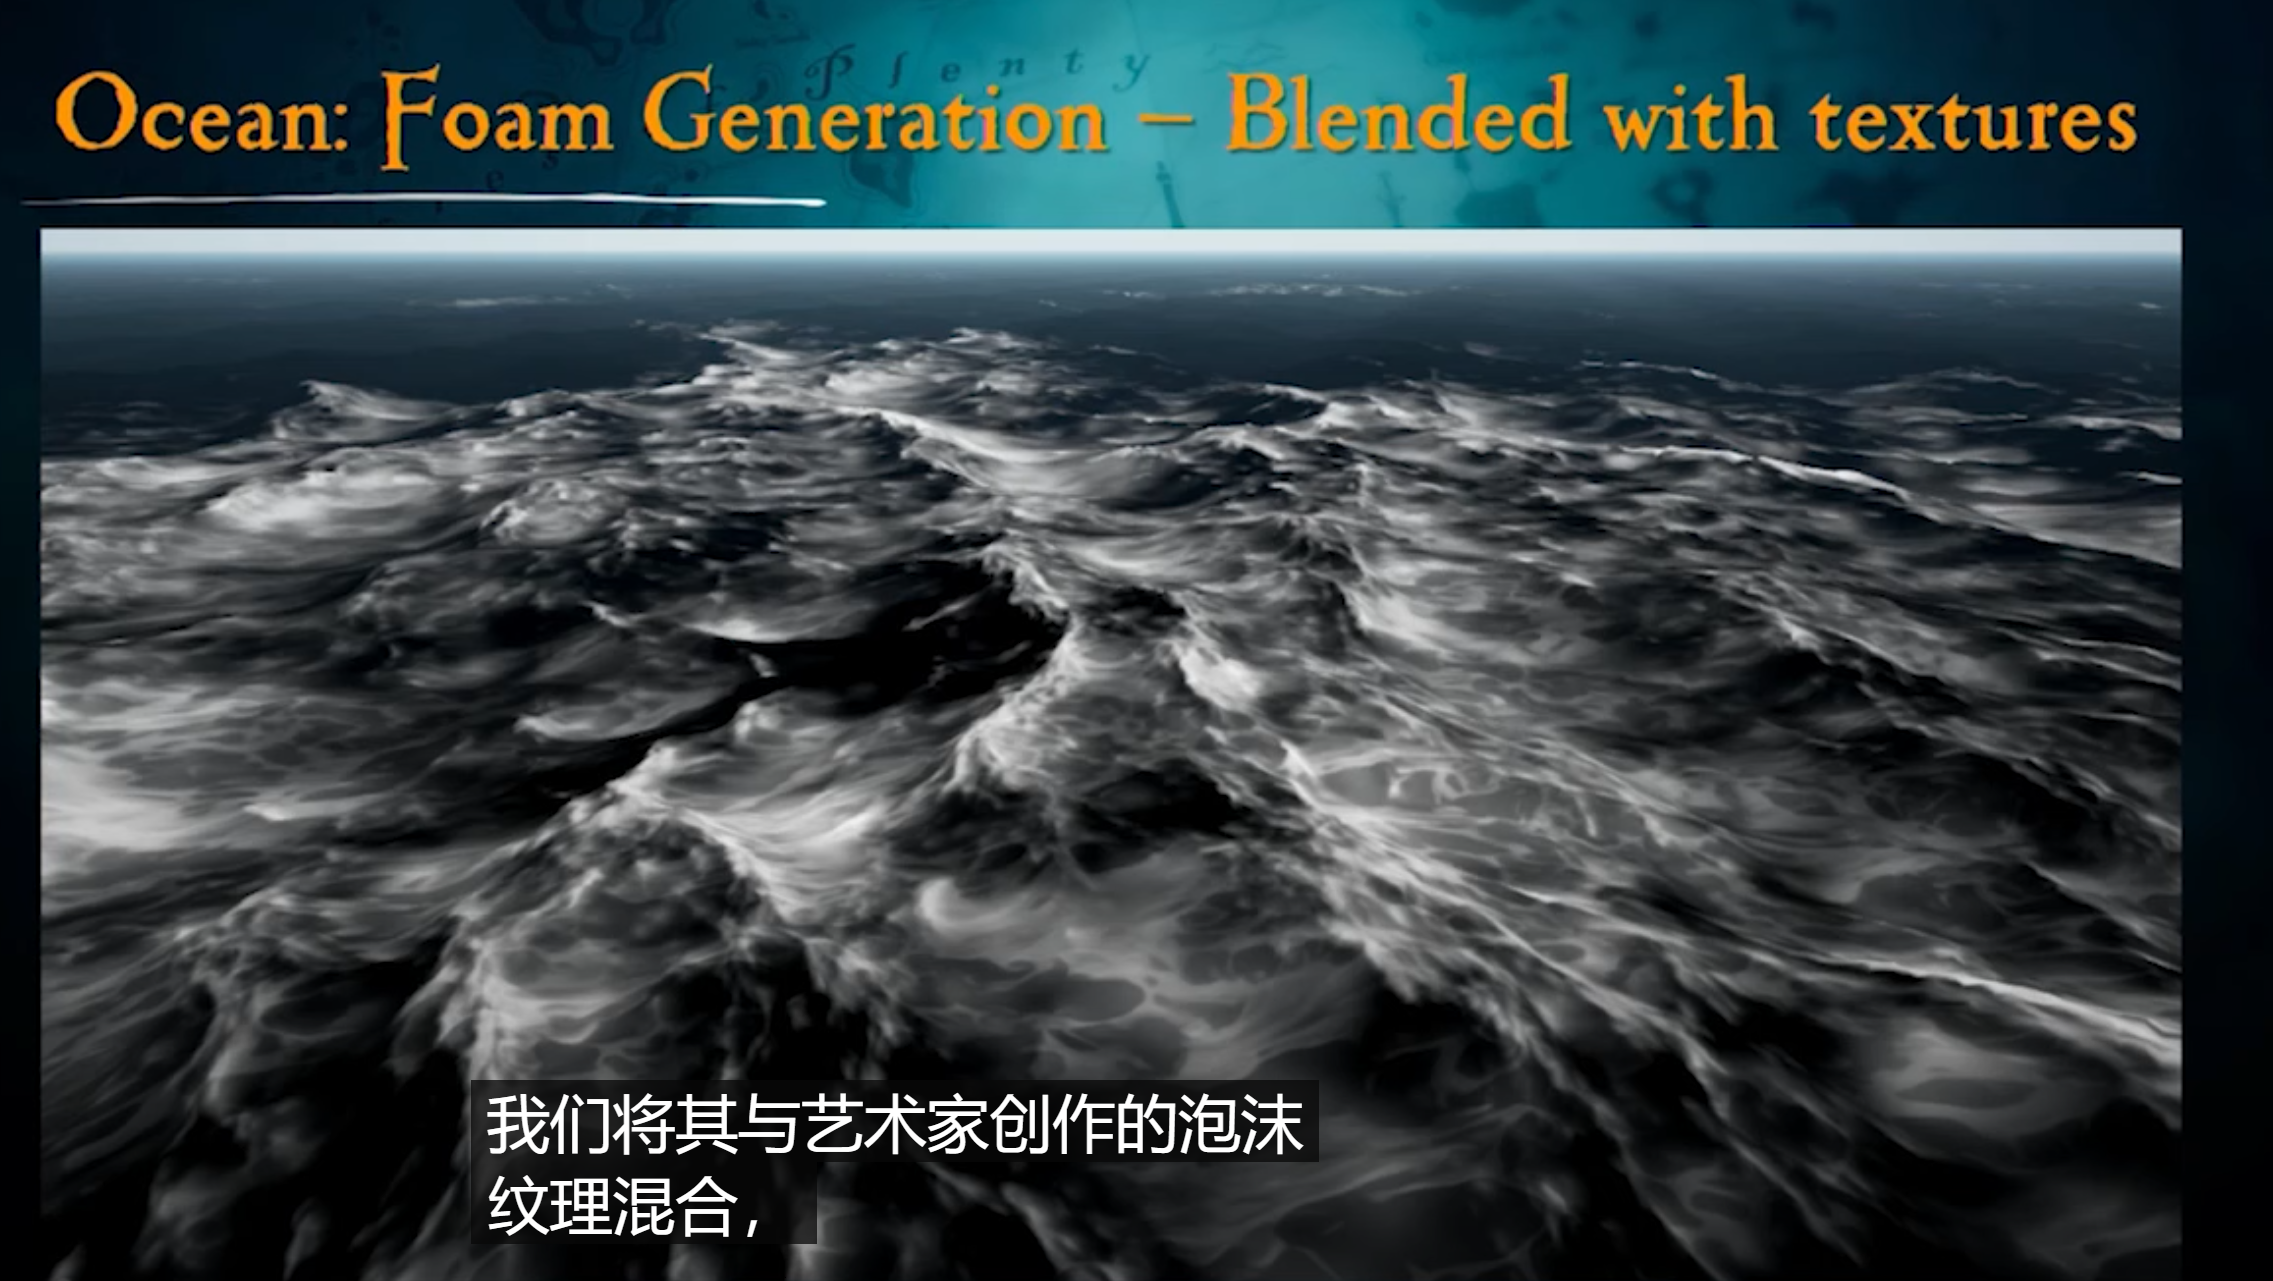 Plenty
Ocean: Foam Generation – Blended with textures
我们将其与艺术家创作的泡沫
纹理混合，